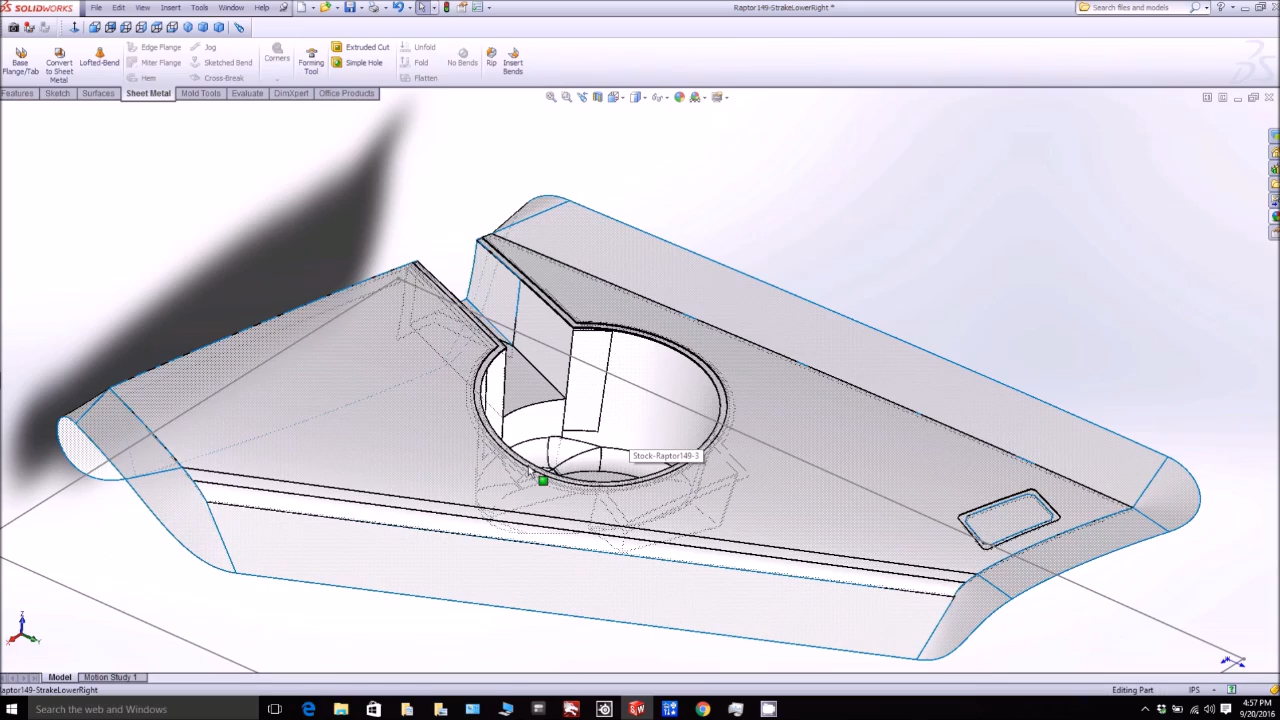 SOLIDWORKS File Edit View Insert Tools Window Help Raptor149-StrakeLowerRight * Search files and models
Base Flange/Tab
Convert to Sheet Metal
Lofted-Bend
Edge Flange
Miter Flange
Hem
Jog
Sketched Bend
Cross-Break
Corners
Forming Tool
Extruded Cut
Simple Hole
Unfold
Fold
Flatten
No Bends
Rip
Insert Bends
Features Sketch Surfaces Sheet Metal Mold Tools Evaluate DimXpert Office Products
Stock-Raptor149-3
Z
X
Y
Model Motion Study 1
aptor149-StrakeLowerRight Editing Part IPS
Search the web and Windows
4:57 PM
9/20/2016